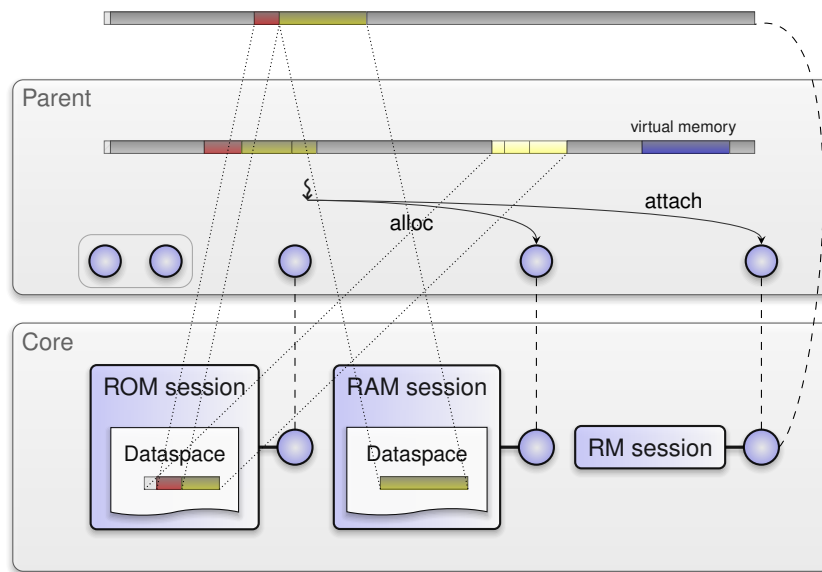 Parent
virtual memory
attach
alloc
Core
ROM session
RAM session
Dataspace
Dataspace
RM session